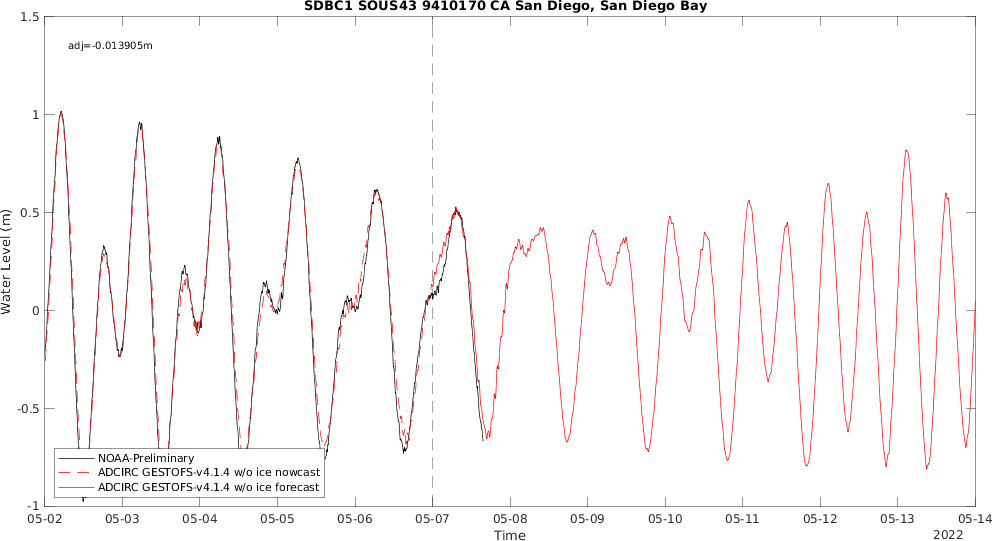 SDBC1 SOUS43 9410170 CA San Diego, San Diego Bay
1.5
adj=-0.013905m
1
0.5
0
-0.5
-1
Water Level (m)
NOAA-Preliminary
ADCIRC GESTOFS-v4.1.4 w/o ice nowcast
ADCIRC GESTOFS-v4.1.4 w/o ice forecast
05-02 05-03 05-04 05-05 05-06 05-07 05-08 05-09 05-10 05-11 05-12 05-13 05-14
Time
2022